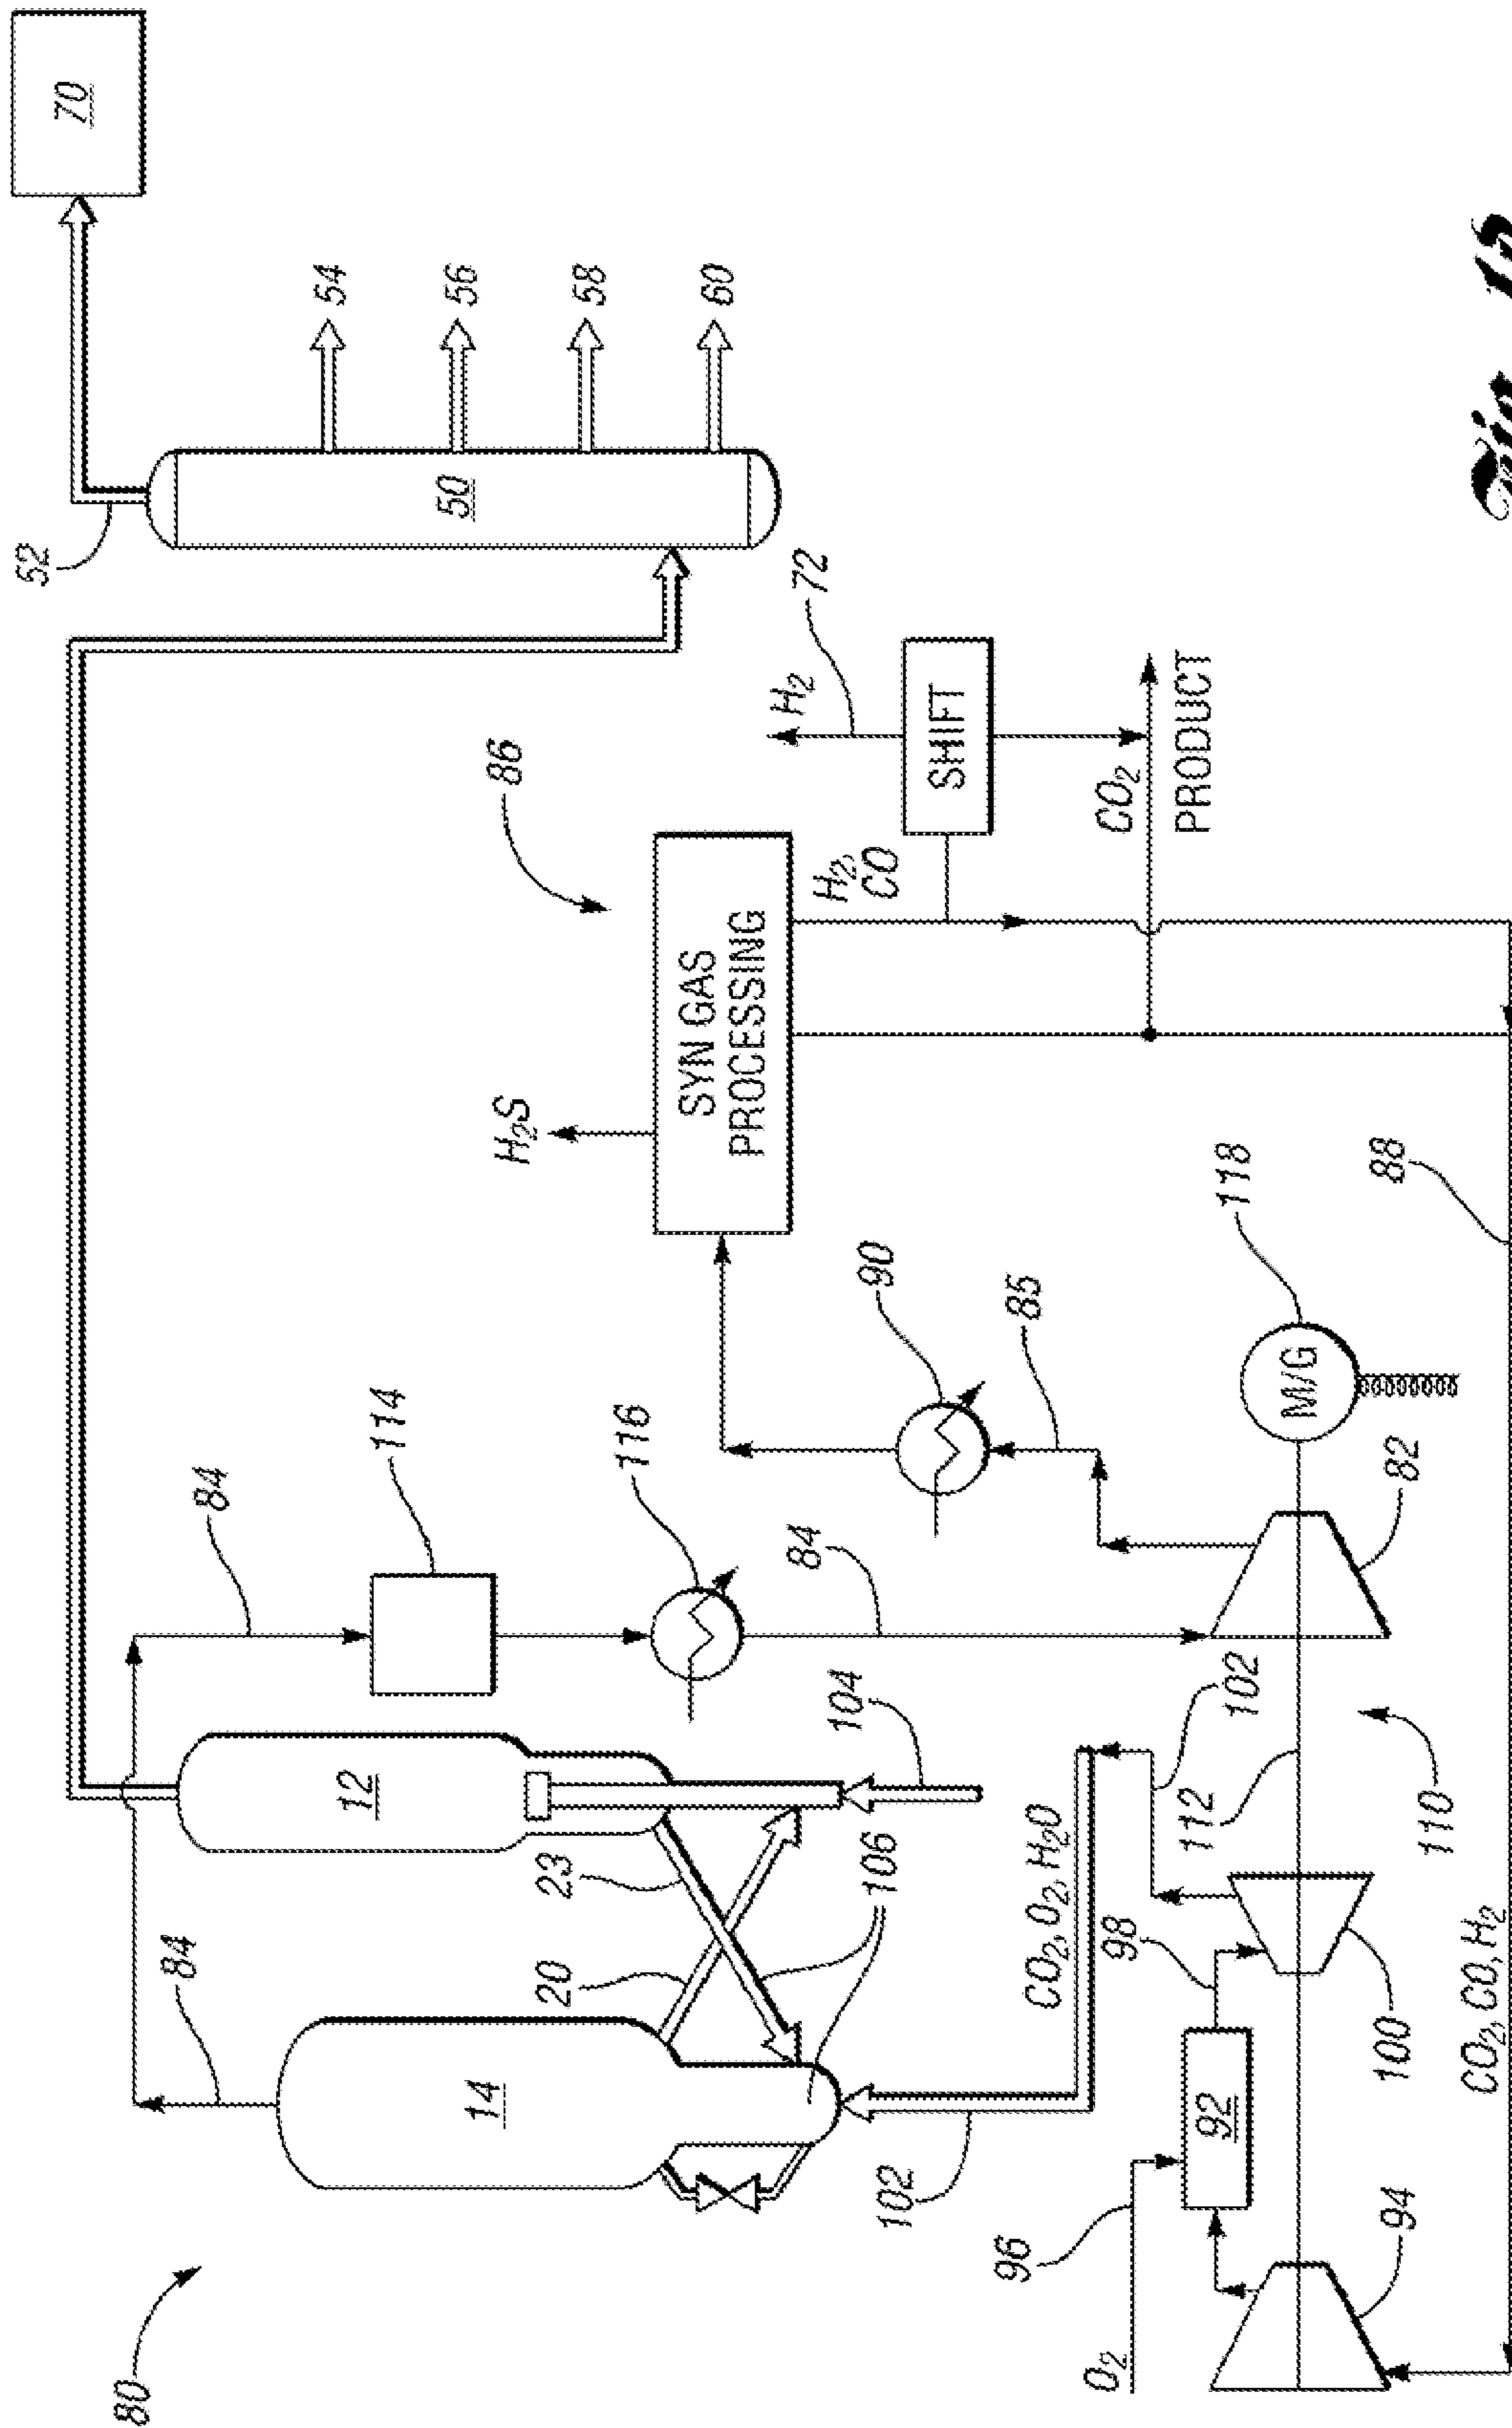 52
70
80
84
84
54
12
114
56
50
14
H2S
86
23
58
20
116
SYN GAS
60
PROCESSING
H2
84
72
104
H2,
CO
106
90
102
SHIFT
96
85
CO2, O2, H2O
O2
98
CO2
PRODUCT
112
92
102
118
M/G
88
100
94
82
110
CO2, CO, H2